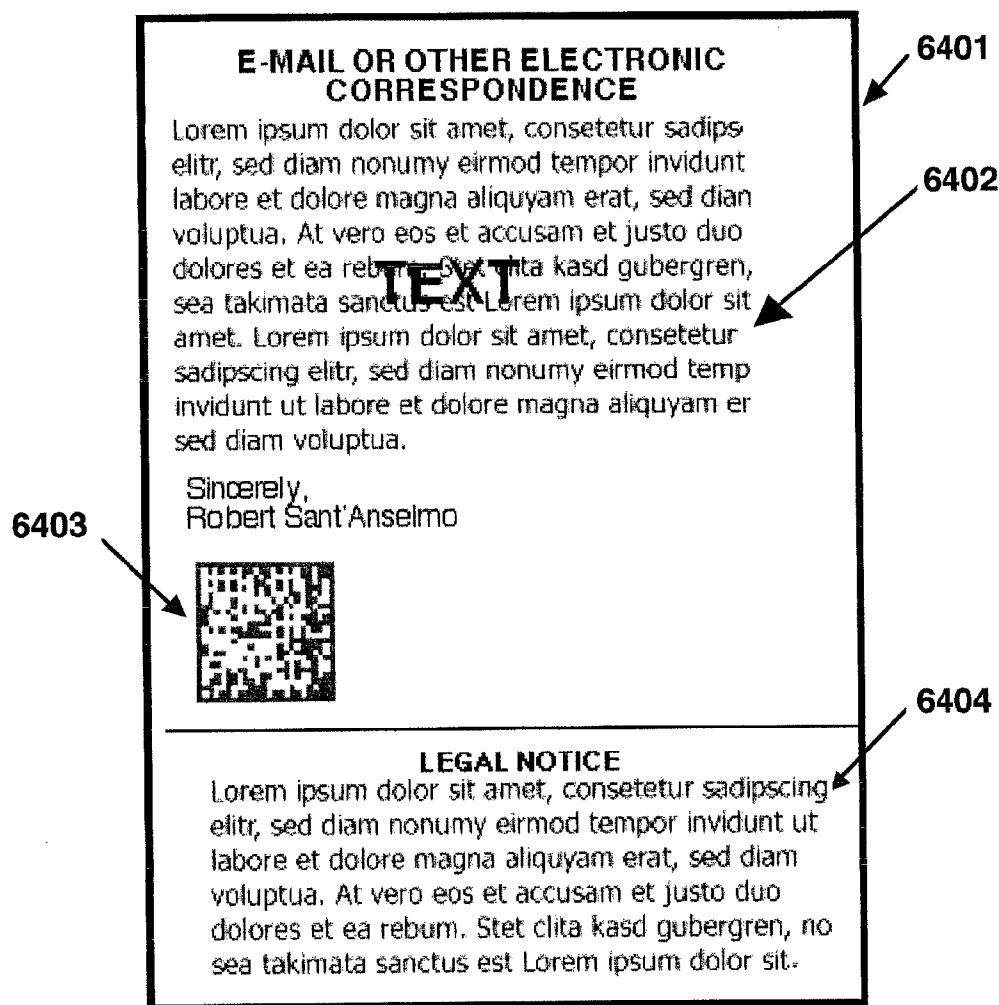 E-MAIL OR OTHER ELECTRONIC
CORRESPONDENCE
6401
Lorem ipsum dolor sit amet, consetetur sadips
elitr, sed diam nonumy eirmod tempor invidunt
labore et dolore magna aliquyam erat, sed dian
6402
voluptua. At vero eos et accusam et justo duo
dolores et ea rebum. Stet clita kasd gubergren,
TEXT
sea takimata sanctus est Lorem ipsum dolor sit
amet. Lorem ipsum dolor sit amet, consetetur
sadipscing elitr, sed diam nonumy eirmod temp
invidunt ut labore et dolore magna aliquyam er
sed diam voluptua.
Sincerely,
Robert Sant'Anselmo
6403
6404
LEGAL NOTICE
Lorem ipsum dolor sit amet, consetetur sadipscing
elitr, sed diam nonumy eirmod tempor invidunt ut
labore et dolore magna aliquyam erat, sed diam
voluptua. At vero eos et accusam et justo duo
dolores et ea rebum. Stet clita kasd gubergren, no
sea takimata sanctus est Lorem ipsum dolor sit.